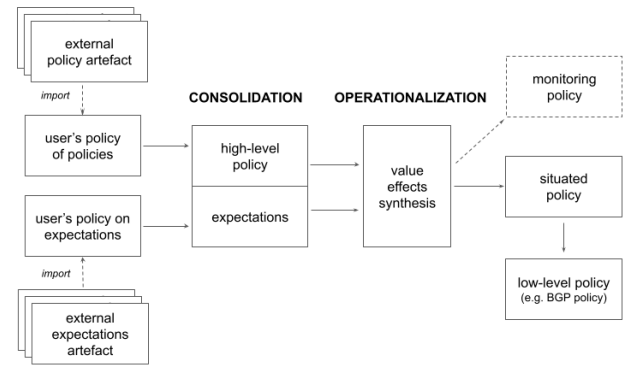 external
policy artefact
import
user's policy
of policies
user's policy on
expectations
import
external
expectations
artefact
CONSOLIDATION
high-level
policy
expectations
OPERATIONALIZATION
value
effects
synthesis
monitoring
policy
situated
policy
low-level policy
(e.g. BGP policy)